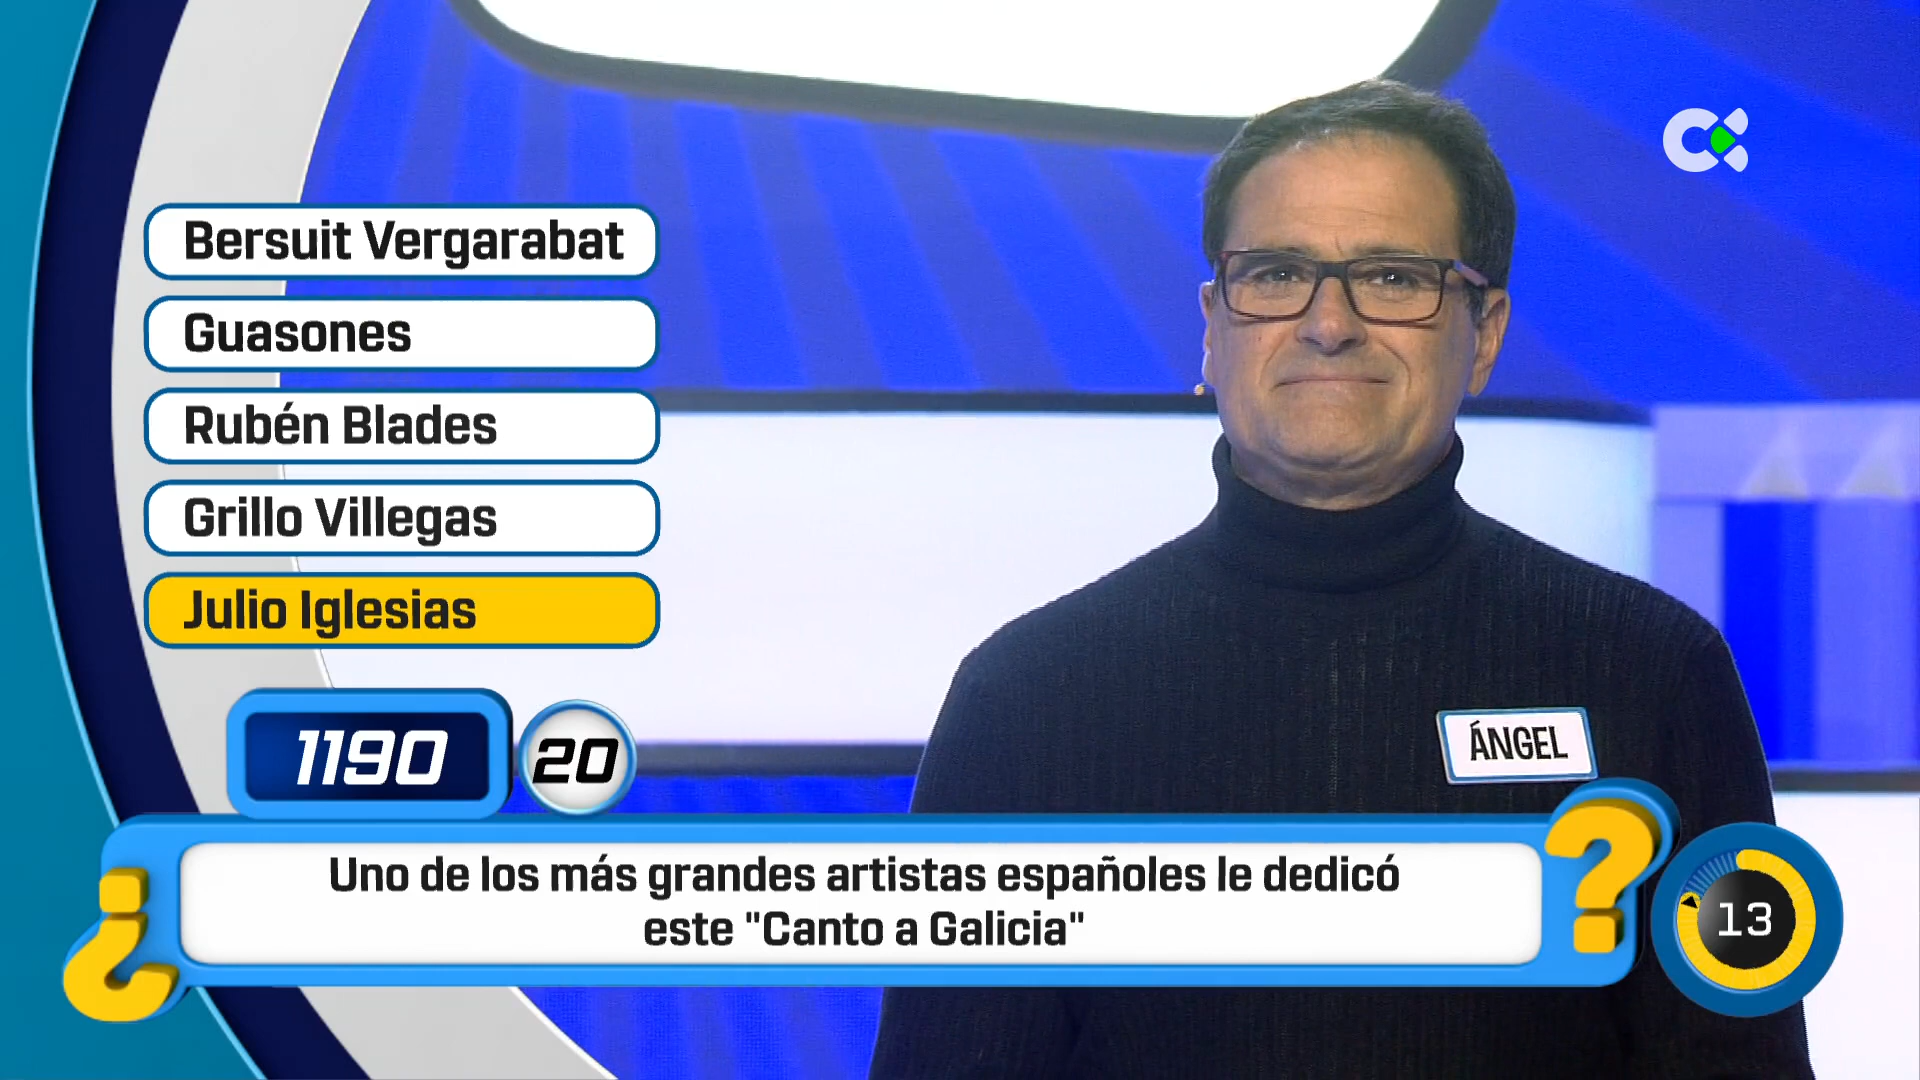 Bersuit Vergarabat
Guasones
Rubén Blades
Grillo Villegas
Julio Iglesias
1190
20
ÁNGEL
¿
Uno de los más grandes artistas españoles le dedicó
este "Canto a Galicia"
?
13